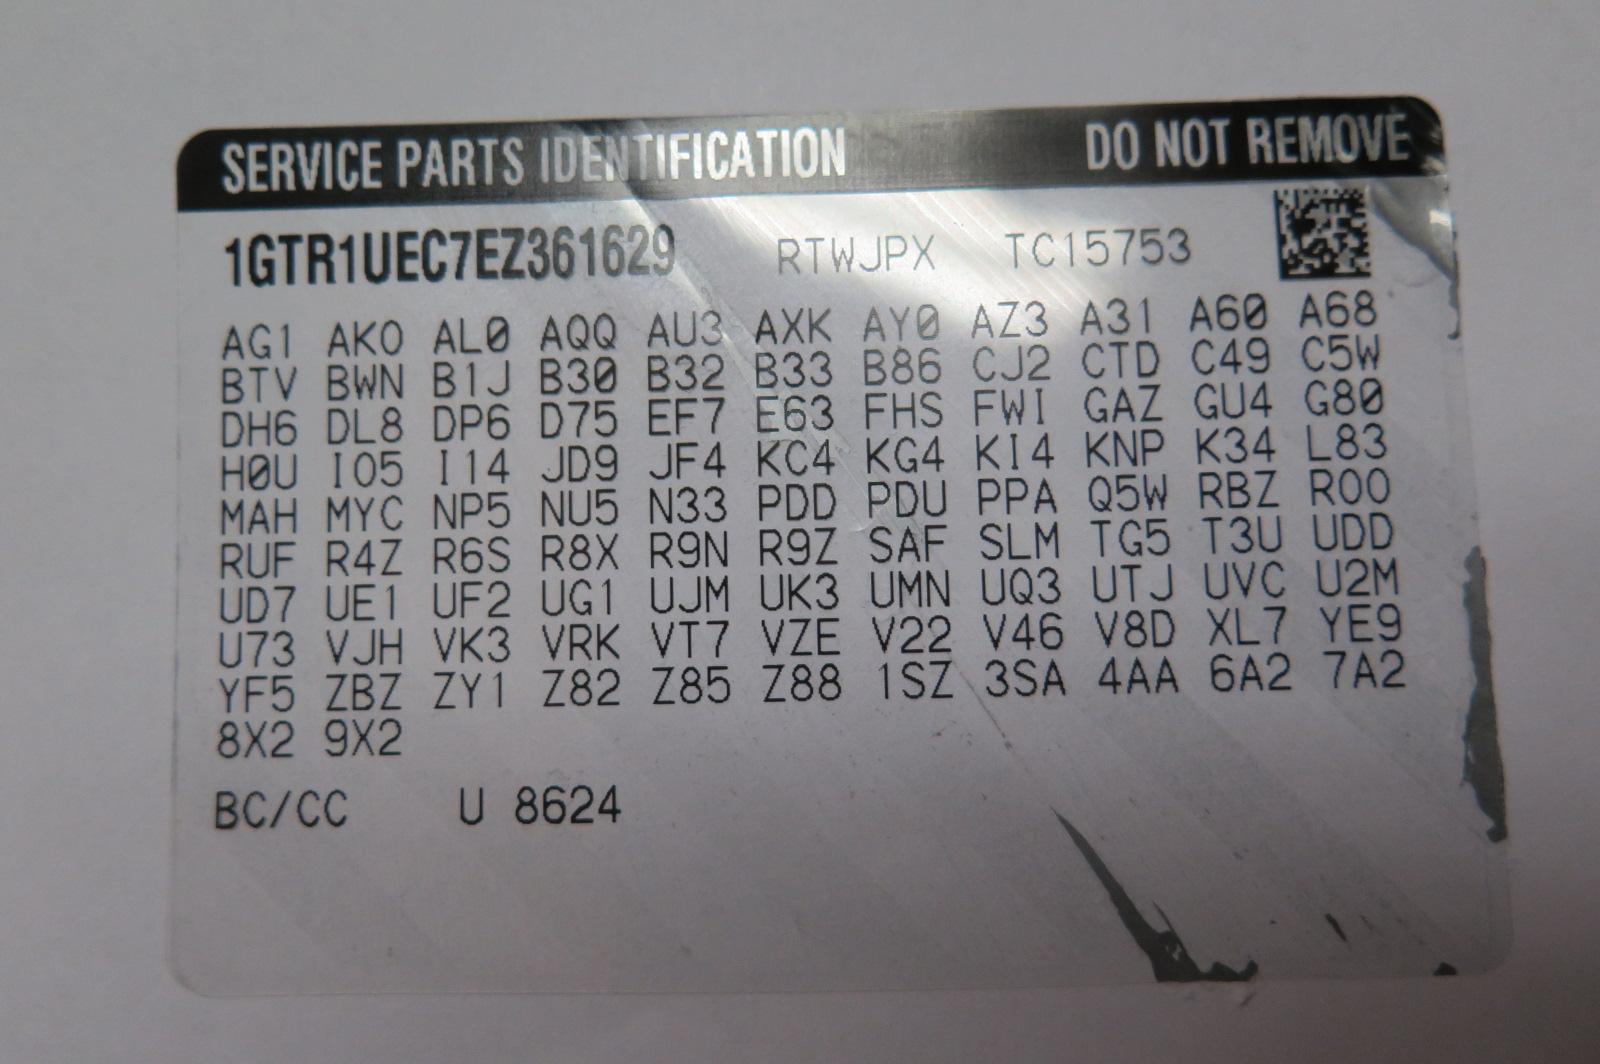 SERVICE PARTS IDENTIFICATION DO NOT REMOVE
1GTR1UEC7EZ361629 RTWJPX TC15753
AG1 AK0 AL0 AQQ AU3 AXK AY0 AZ3 A31 A60 A68
BTV BWN B1J B30 B32 B33 B86 CJ2 CTD C49 C5W
DH6 DL8 DP6 D75 EF7 E63 FHS FWI GAZ GU4 G80
H0U I05 I14 JD9 JF4 KC4 KG4 KI4 KNP K34 L83
MAH MYC NP5 NU5 N33 PDD PDU PPA Q5W RBZ ROO
RUF R4Z R6S R8X R9N R9Z SAF SLM TG5 T3U UDD
UD7 UE1 UF2 UG1 UJM UK3 UMN UQ3 UTJ UVC U2M
U73 VJH VK3 VRK VT7 VZE V22 V46 V8D XL7 YE9
YF5 ZBZ ZY1 Z82 Z85 Z88 1SZ 3SA 4AA 6A2 7A2
8X2 9X2
BC/CC U 8624